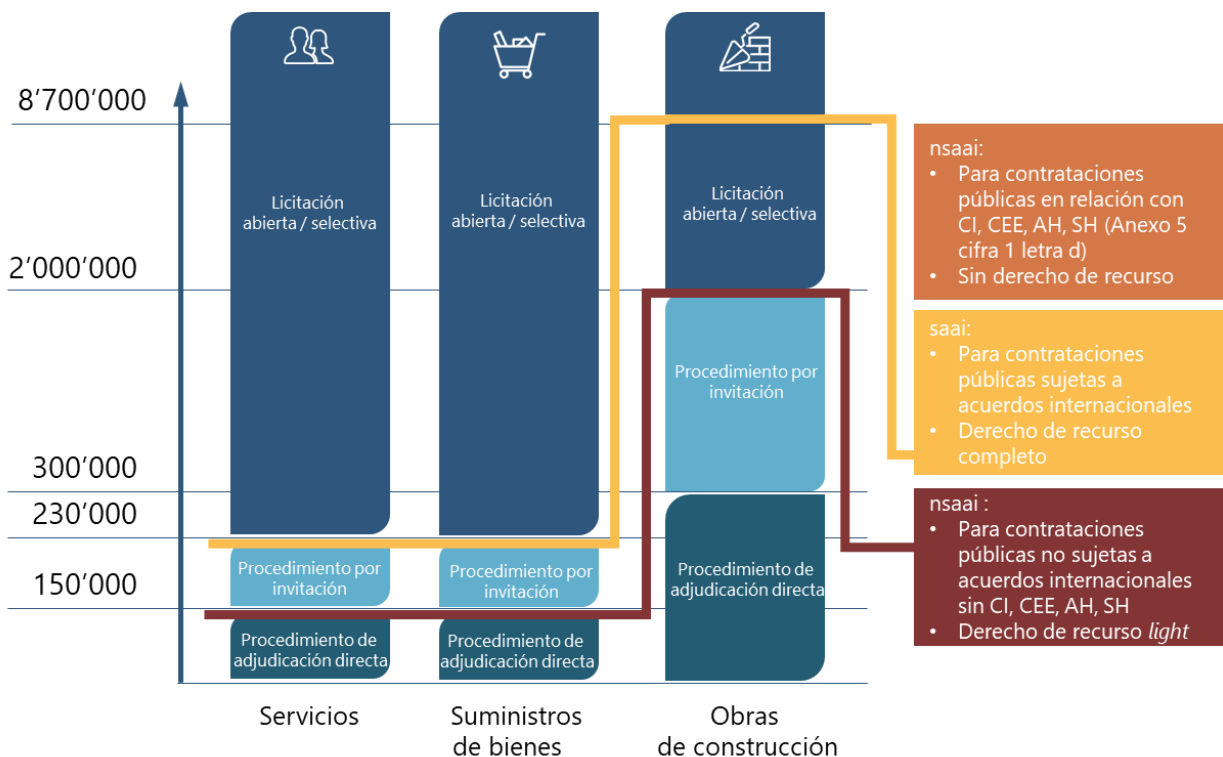 8’700’000
2’000’000
300’000
230’000
150’000
Licitación
abierta / selectiva
Procedimiento por
invitación
Procedimiento de
adjudicación directa
Servicios
Licitación
abierta / selectiva
Procedimiento por
invitación
Procedimiento de
adjudicación directa
Suministros
de bienes
Licitación
abierta / selectiva
Procedimiento por
invitación
Procedimiento de
adjudicación directa
Obras
de construcción
nsaai:
• Para contrataciones
públicas en relación con
CI, CEE, AH, SH (Anexo 5
cifra 1 letra d)
• Sin derecho de recurso
saai:
• Para contrataciones
públicas sujetas a
acuerdos internacionales
• Derecho de recurso
completo
nsaai :
• Para contrataciones
públicas no sujetas a
acuerdos internacionales
sin CI, CEE, AH, SH
• Derecho de recurso light